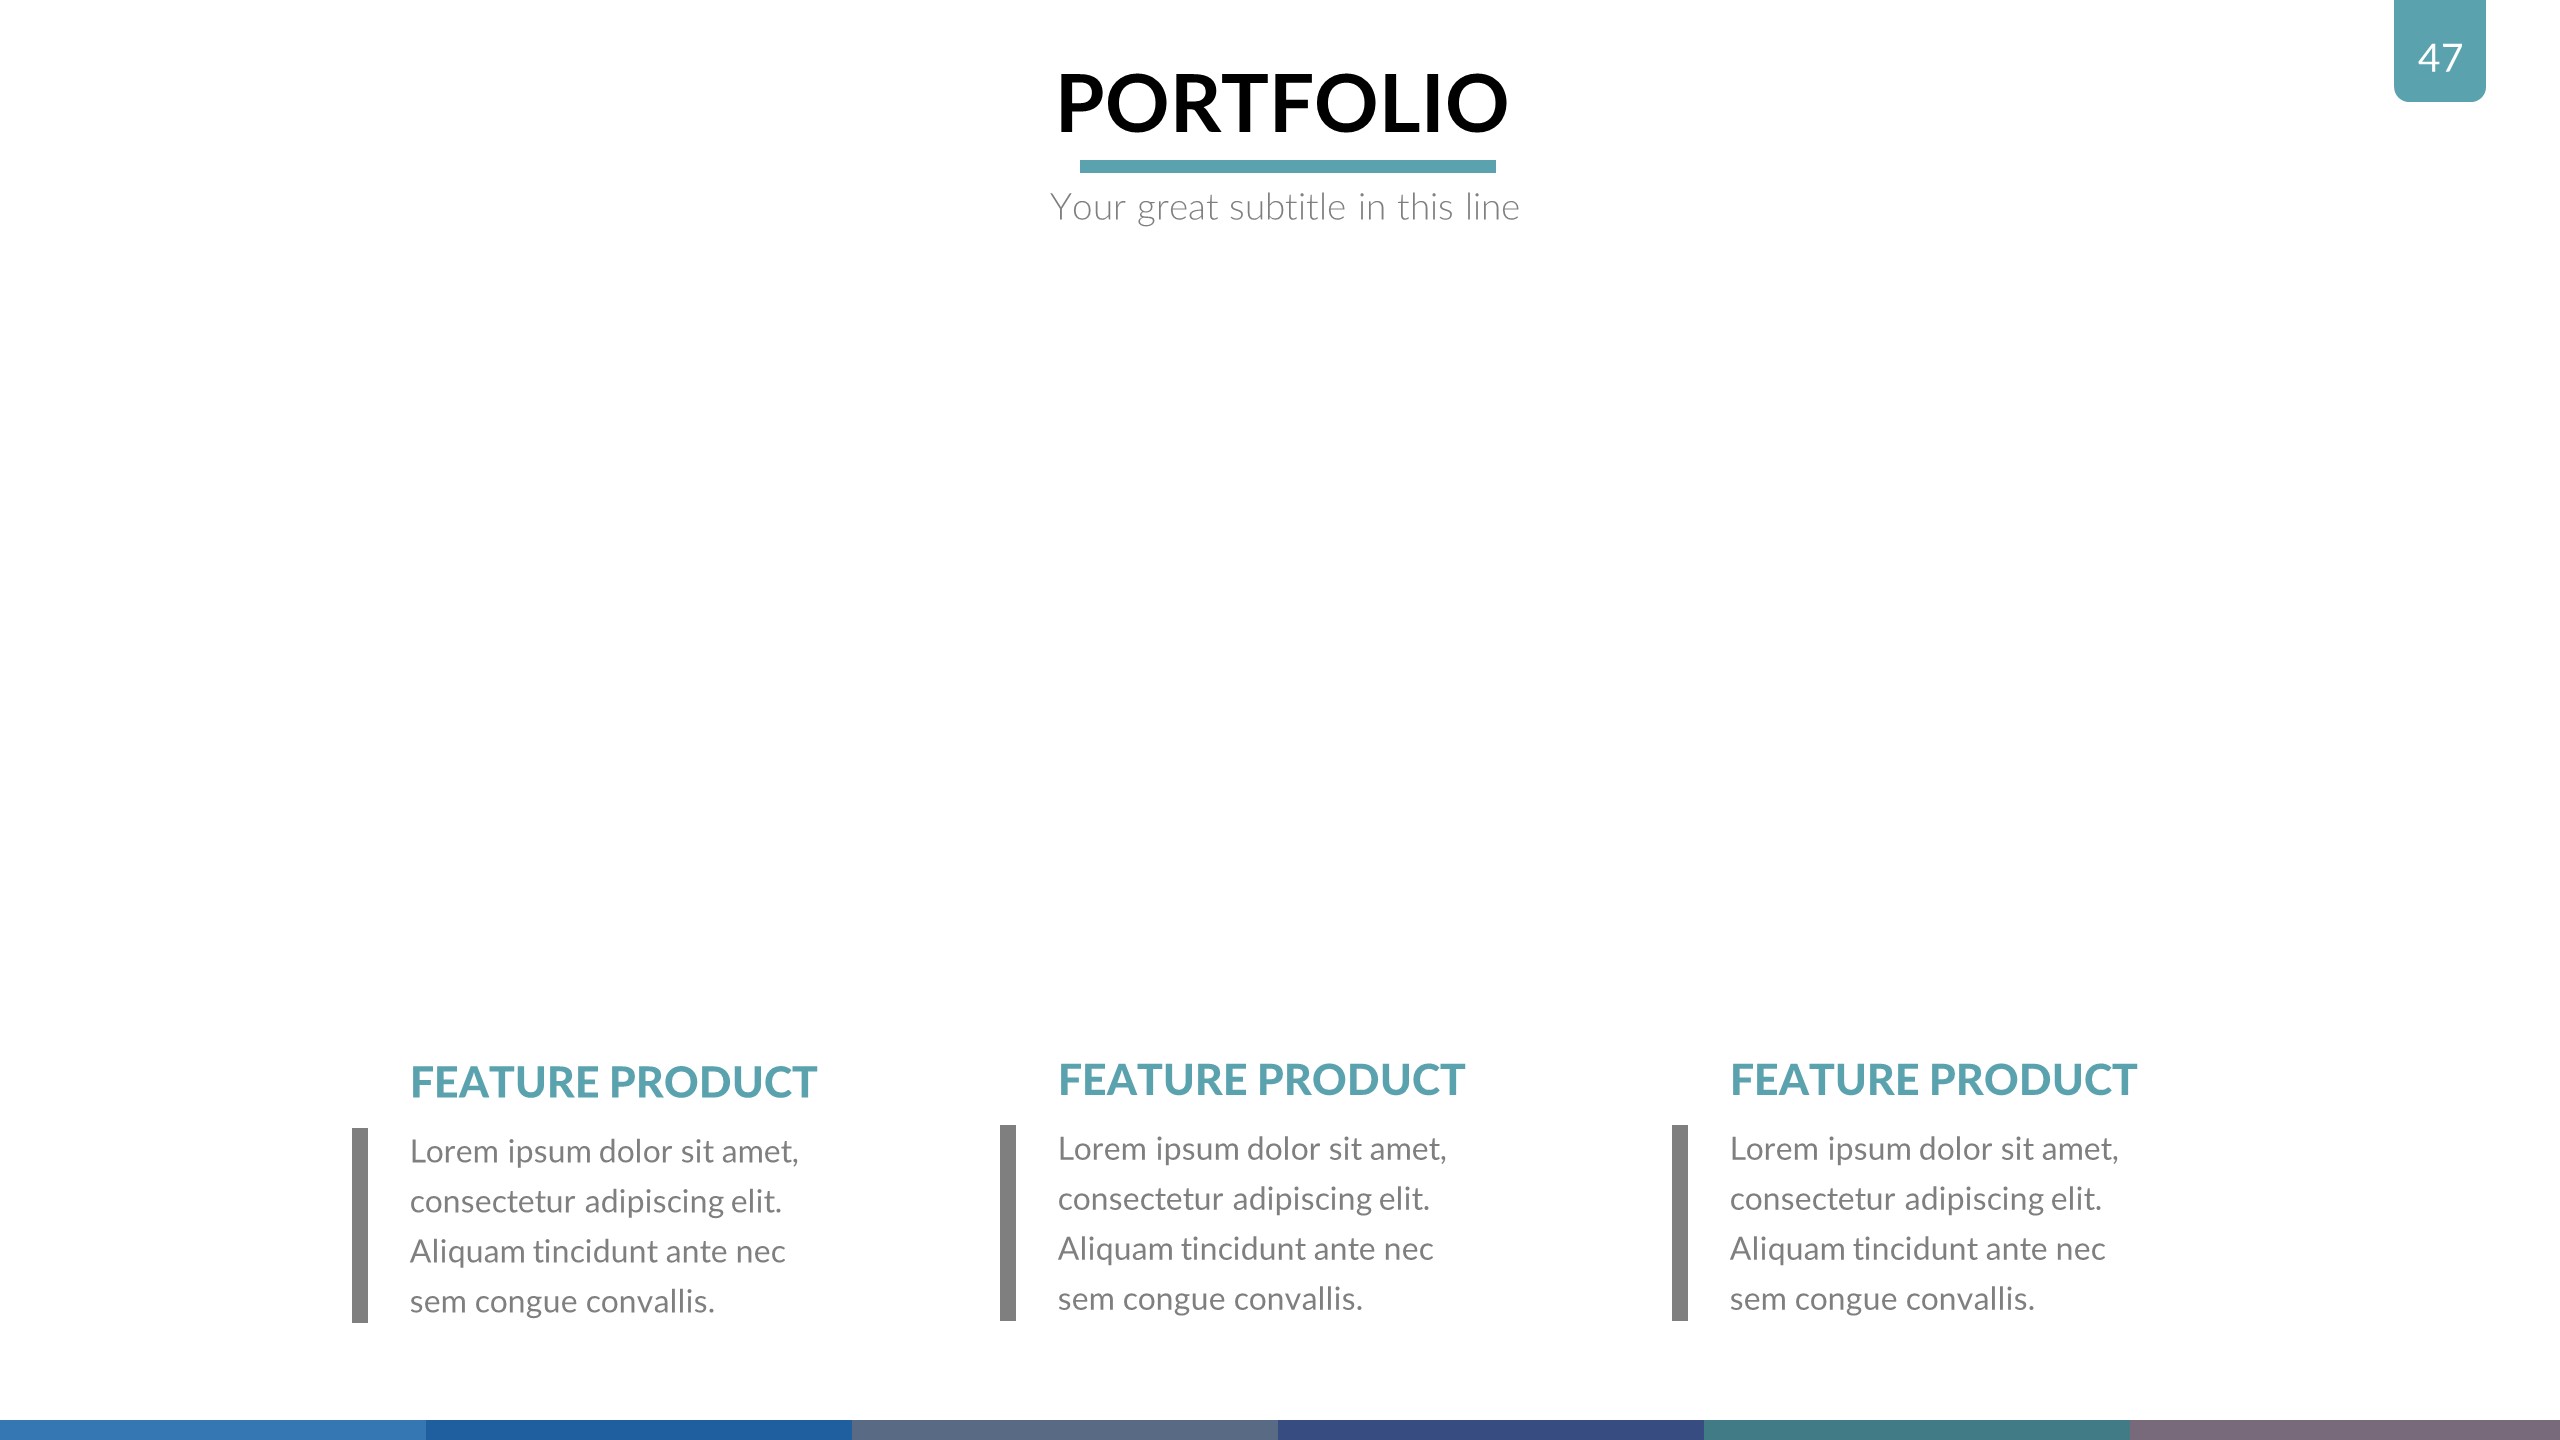 47
PORTFOLIO
Your great subtitle in this line
FEATURE PRODUCT
Lorem ipsum dolor sit amet,
consectetur adipiscing elit.
Aliquam tincidunt ante nec
sem congue convallis.
FEATURE PRODUCT
Lorem ipsum dolor sit amet,
consectetur adipiscing elit.
Aliquam tincidunt ante nec
sem congue convallis.
FEATURE PRODUCT
Lorem ipsum dolor sit amet,
consectetur adipiscing elit.
Aliquam tincidunt ante nec
sem congue convallis.